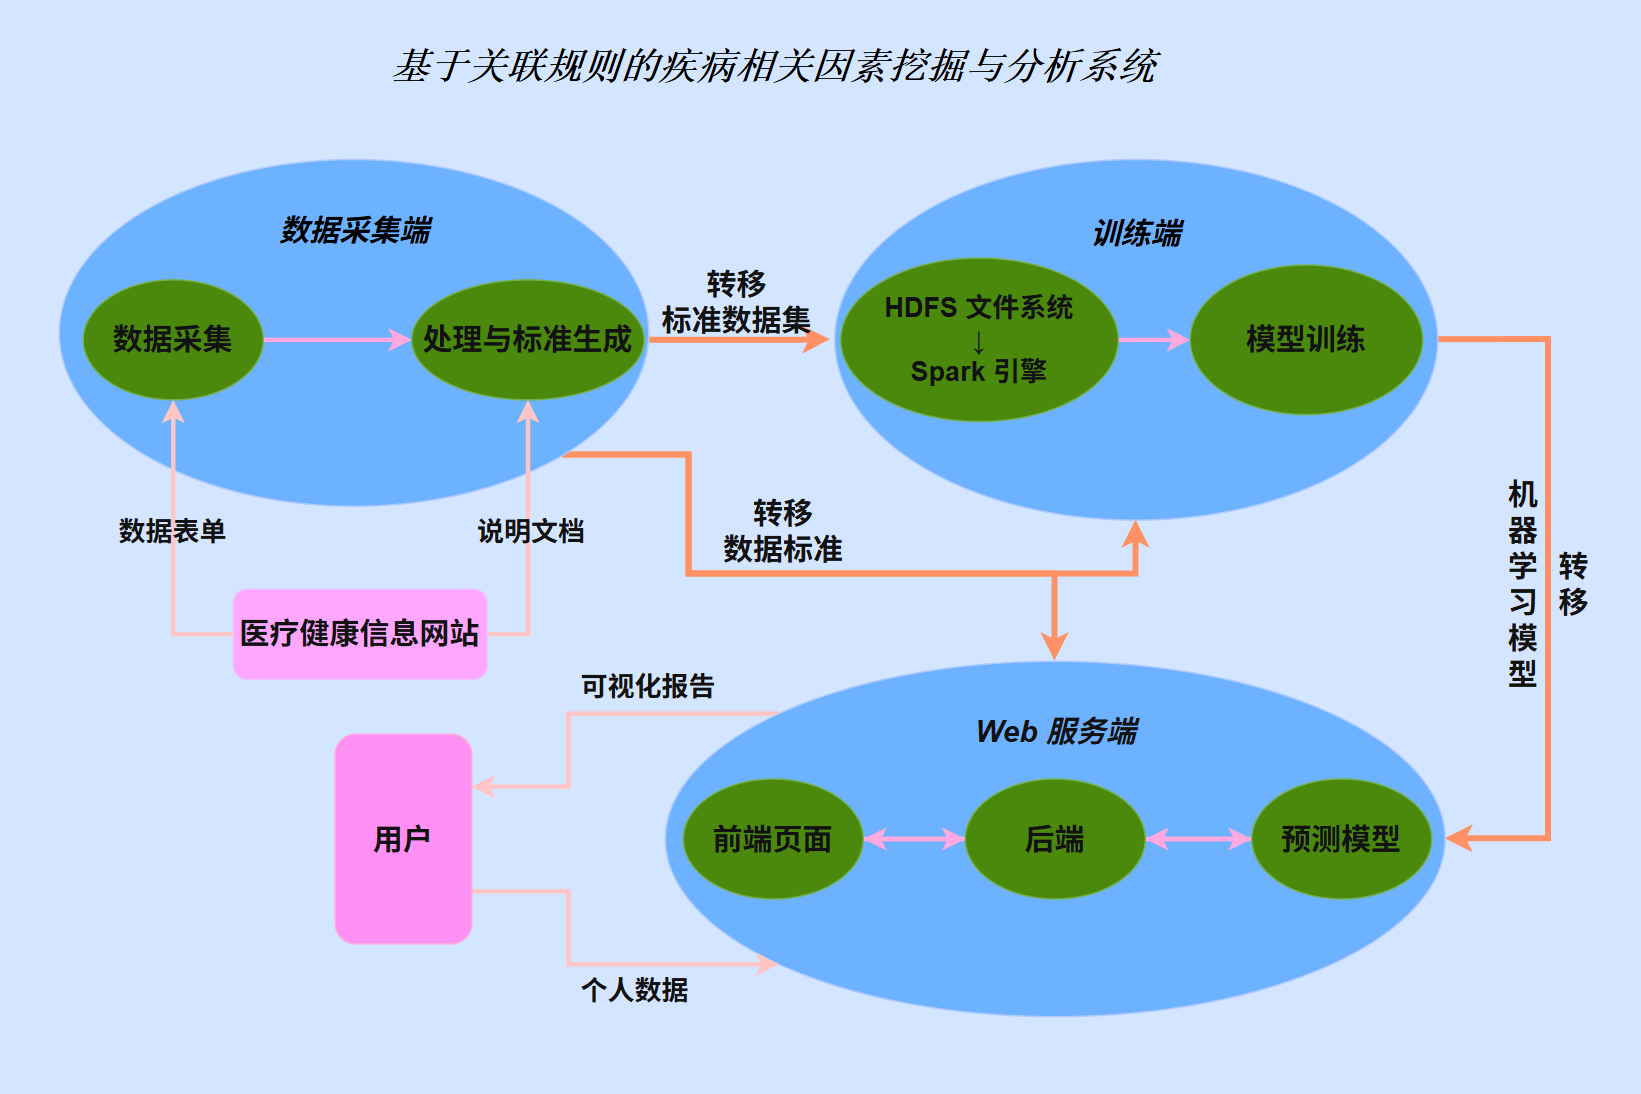 基于关联规则的疾病相关因素挖掘与分析系统
数据采集端
数据采集
处理与标准生成
转移
标准数据集
训练端
HDFS 文件系统
↓
Spark 引擎
模型训练
数据表单
说明文档
医疗健康信息网站
转移
数据标准
机器学习模型
转移
可视化报告
用户
个人数据
Web 服务端
前端页面
后端
预测模型